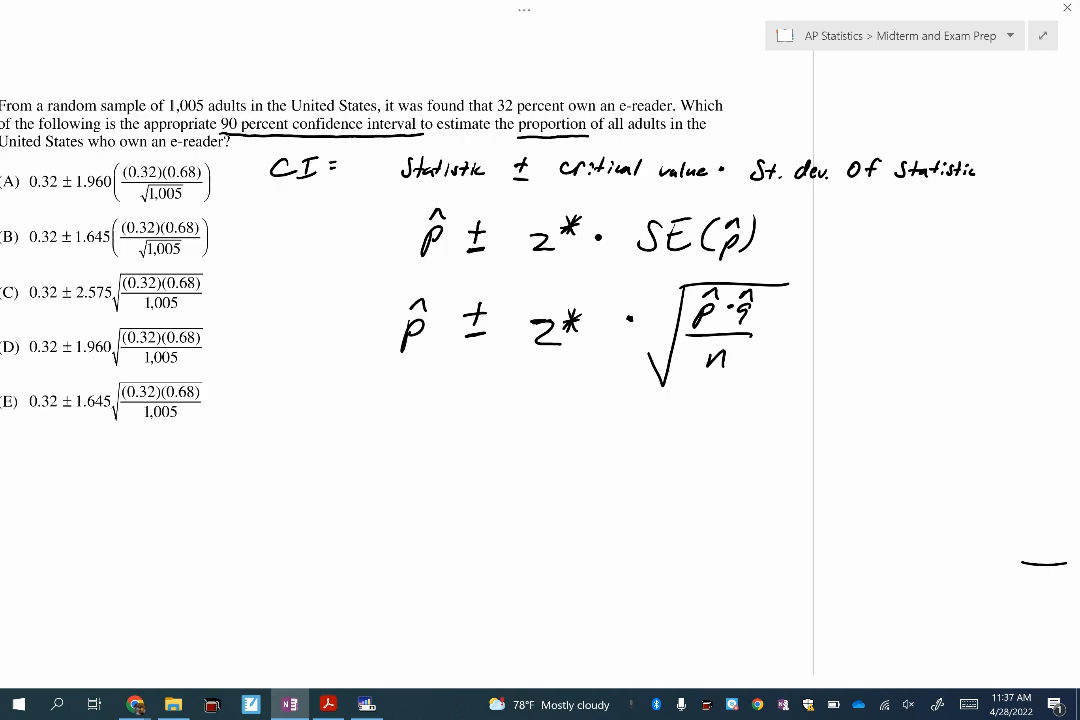 ...
AP Statistics > Midterm and Exam Prep
From a random sample of 1,005 adults in the United States, it was found that 32 percent own an e-reader. Which
of the following is the appropriate 90 percent confidence interval to estimate the proportion of all adults in the
United States who own an e-reader?
CI = Statistic ± critical value · St. dev. Of Statistic
(A) 0.32 ± 1.960 ((0.32)(0.68)/√1,005)
p̂ ± z* · SE(p̂)
(B) 0.32 ± 1.645 ((0.32)(0.68)/√1,005)
(C) 0.32 ± 2.575 √((0.32)(0.68)/1,005)
p̂ ± z* · √(p̂·q̂/n)
(D) 0.32 ± 1.960 √((0.32)(0.68)/1,005)
(E) 0.32 ± 1.645 √((0.32)(0.68)/1,005)
78°F Mostly cloudy
11:37 AM
4/28/2022